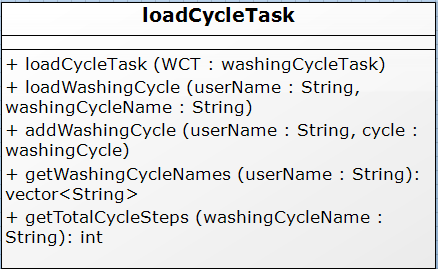 loadCycleTask
+ loadCycleTask (WCT : washingCycleTask)
+ loadWashingCycle (userName : String,
washingCycleName : String)
+ addWashingCycle (userName : String, cycle :
washingCycle)
+ getWashingCycleNames (userName : String):
vector<String>
+ getTotalCycleSteps (washingCycleName :
String): int